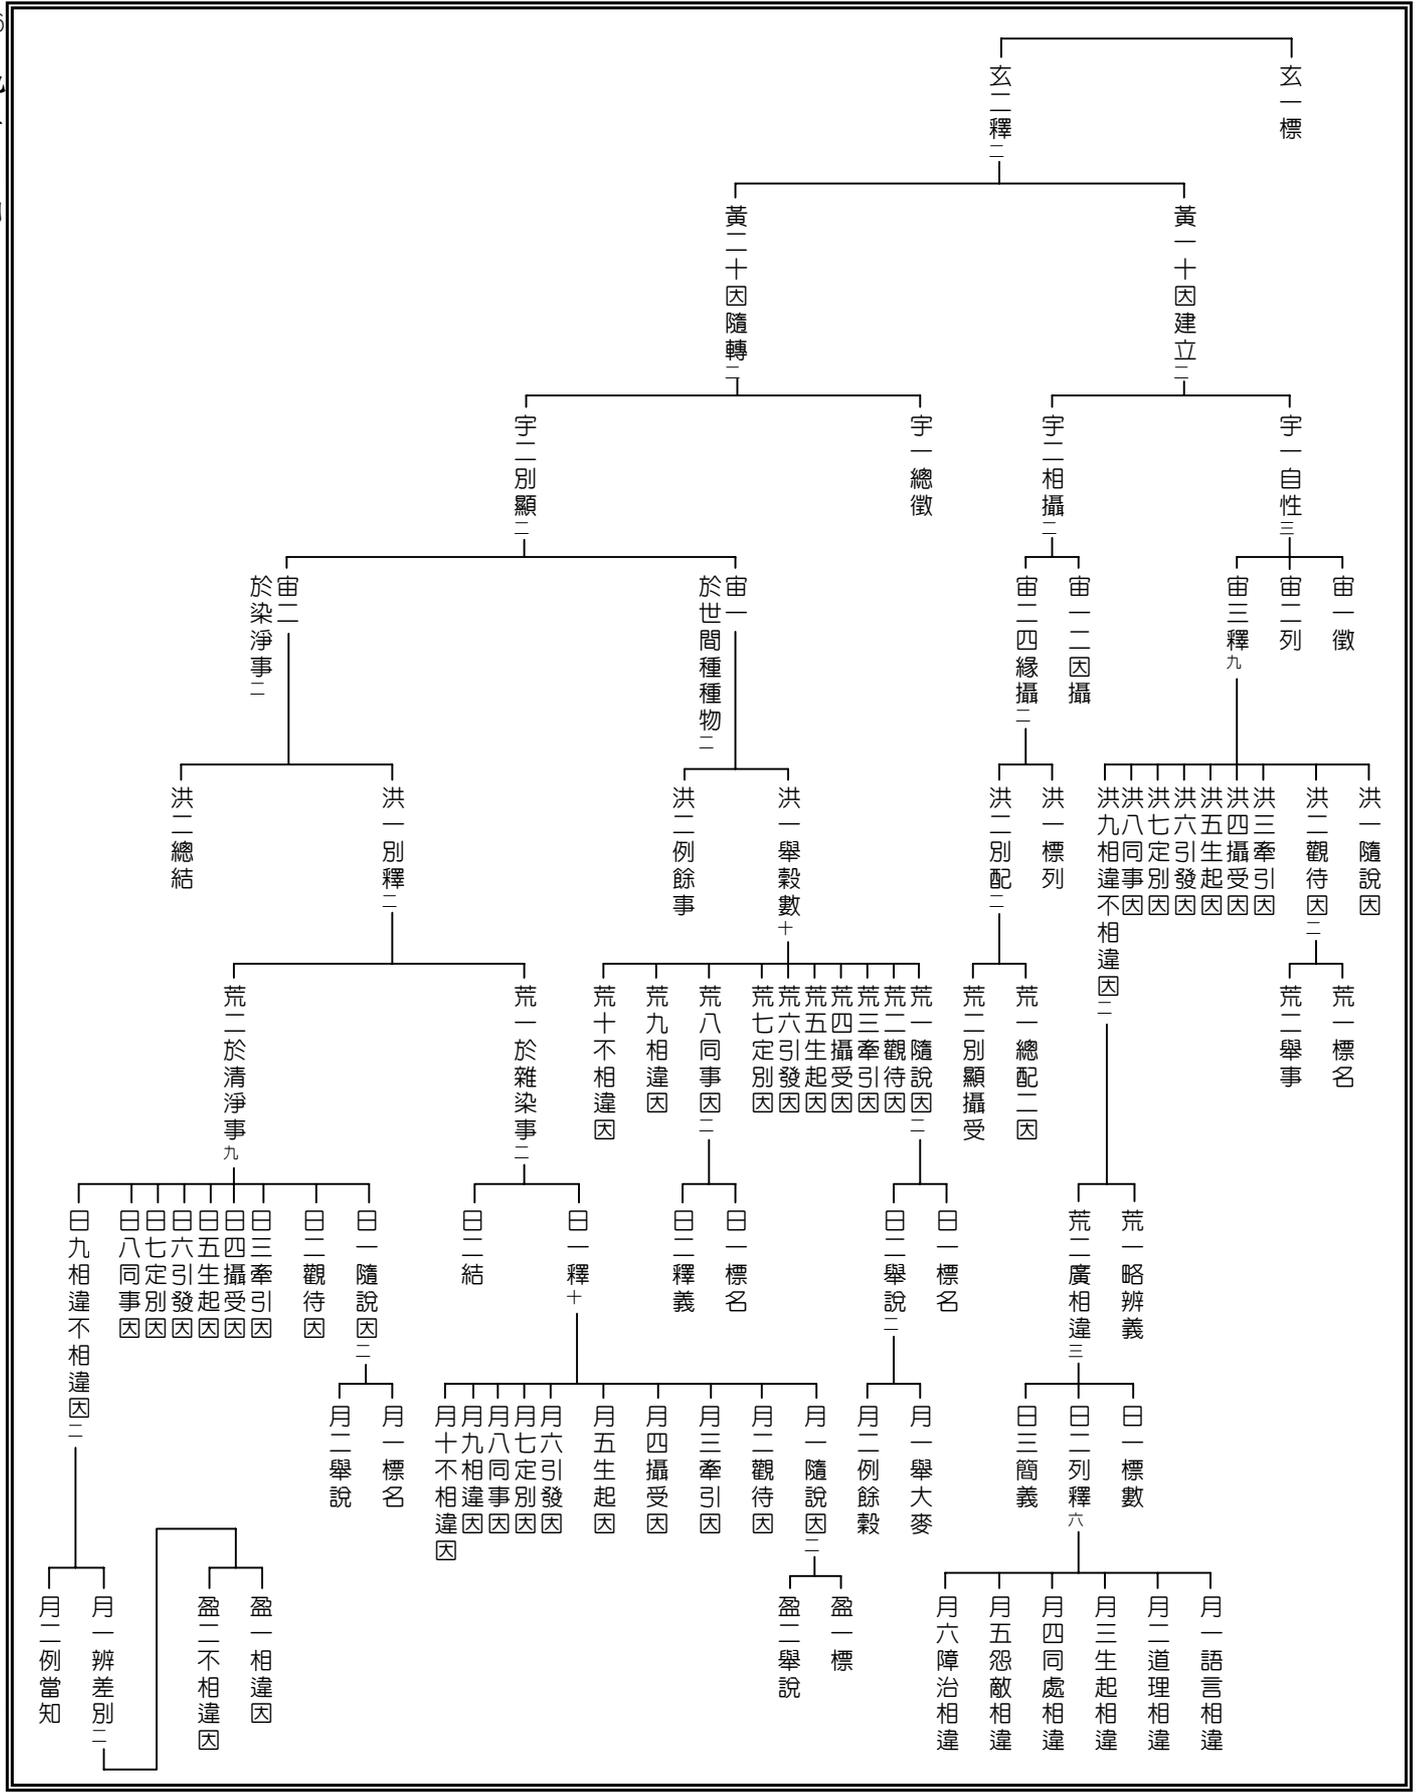 玄一標
玄二釋二
黃一十因建立二
黃二十因隨轉二
宇一自性三
宇二相攝二
宇一總徵
宇二別顯二
宙一徵
宙二列
宙三釋九
宙一二因攝
宙二四緣攝二
宙一
於世間種種物二
宙二
於染淨事二
洪一隨說因
洪二觀待因二
洪三牽引因
洪四攝受因
洪五生起因
洪六引發因
洪七定別因
洪八同事因
洪九相違不相違因二
洪一標列
洪二別配二
洪一舉穀數十
洪二例餘事
洪一別釋二
洪二總結
荒一標名
荒二舉事
荒一總配二因
荒二別顯攝受
荒一隨說因二
荒二觀待因
荒三牽引因
荒四攝受因
荒五生起因
荒六引發因
荒七定別因
荒八同事因二
荒九相違因
荒十不相違因
荒一於雜染事二
荒二於清淨事九
荒一略辨義
荒二廣相違三
日一標名
日二舉說二
日一標名
日二釋義
日一釋十
日二結
日一隨說因二
日二觀待因
日三牽引因
日四攝受因
日五生起因
日六引發因
日七定別因
日八同事因
日九相違不相違因二
日一標數
日二列釋六
日三簡義
月一舉大麥
月二例餘穀
月一隨說因二
月二觀待因
月三牽引因
月四攝受因
月五生起因
月六引發因
月七定別因
月八同事因
月九相違因
月十不相違因
月一標名
月二舉說
月一語言相違
月二道理相違
月三生起相違
月四同處相違
月五怨敵相違
月六障治相違
盈一標
盈二舉說
盈一相違因
盈二不相違因
月一辨差別二
月二例當知